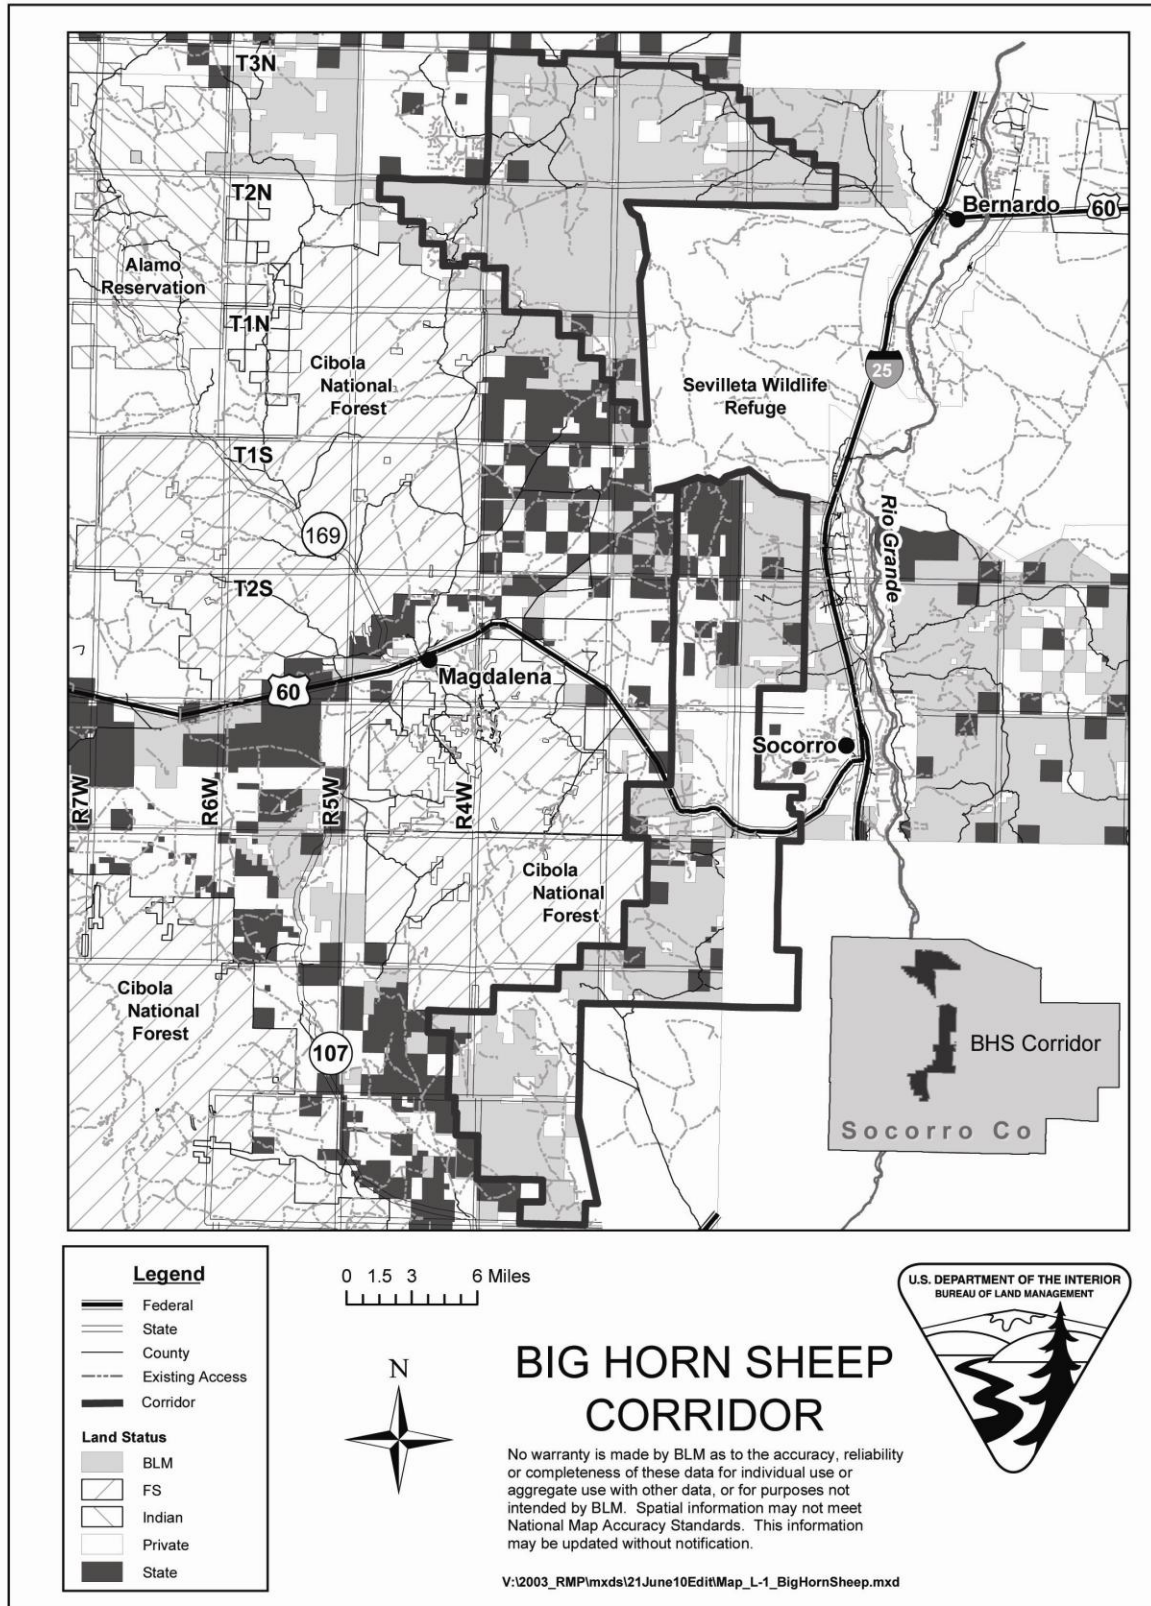 T3N
T2N
Bernardo
60
Alamo
Reservation
T1N
Cibola
National
Forest
25
Sevilleta Wildlife
Refuge
T1S
169
Rio Grande
T2S
Magdalena
60
Socorro
R7W
R6W
R5W
R4W
Cibola
National
Forest
Cibola
National
Forest
107
BHS Corridor
Socorro Co
Legend
Federal
State
County
Existing Access
Corridor
Land Status
BLM
FS
Indian
Private
State
0 1.5 3 6 Miles
N
U.S. DEPARTMENT OF THE INTERIOR
BUREAU OF LAND MANAGEMENT
BIG HORN SHEEP
CORRIDOR
No warranty is made by BLM as to the accuracy, reliability
or completeness of these data for individual use or
aggregate use with other data, or for purposes not
intended by BLM. Spatial information may not meet
National Map Accuracy Standards. This information
may be updated without notification.
V:\2003_RMP\mxds\21June10Edit\Map_L-1_BigHornSheep.mxd